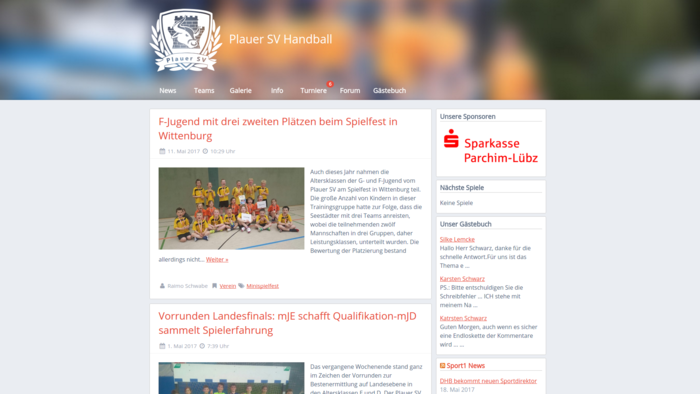 Plauer SV
Plauer SV Handball
News
Teams
Galerie
Info
Turniere
Forum
Gästebuch
F-Jugend mit drei zweiten Plätzen beim Spielfest in
Wittenburg
11. Mai 2017 10:29 Uhr
Auch dieses Jahr nahmen die
Altersklassen der G- und F-Jugend vom
Plauer SV am Spielfest in Wittenburg teil.
Die große Anzahl von Kindern in dieser
Trainingsgruppe hatte zur Folge, dass die
Seestädter mit drei Teams anreisten,
wobei die teilnehmenden zwölf
Mannschaften in drei Gruppen, daher
Leistungsklassen, unterteilt wurden. Die
Bewertung der Platzierung bestand
allerdings nicht... Weiter »
Raimo Schwabe Verein Minispielfest
Vorrunden Landesfinals: mJE schafft Qualifikation-mJD
sammelt Spielerfahrung
1. Mai 2017 7:39 Uhr
Das vergangene Wochenende stand ganz
im Zeichen der Vorrunden zur
Bestenermittlung auf Landesebene in
den Altersklassen E und D. Der Plauer SV
Unsere Sponsoren
Sparkasse
Parchim-Lübz
Nächste Spiele
Keine Spiele
Unser Gästebuch
Silke Lemcke
Hallo Herr Schwarz, danke für die
schnelle Antwort.Für uns ist das
Thema e ...
Karsten Schwarz
PS.: Bitte entschuldigen Sie die
Schreibfehler ... ICH stehe mit
meinem Na ...
Katrsten Schwarz
Guten Morgen, auch wenn es sicher
eine Endloskette der Kommentare
wird ... ...
Sport1 News
DHB bekommt neuen Sportdirektor
18. Mai 2017